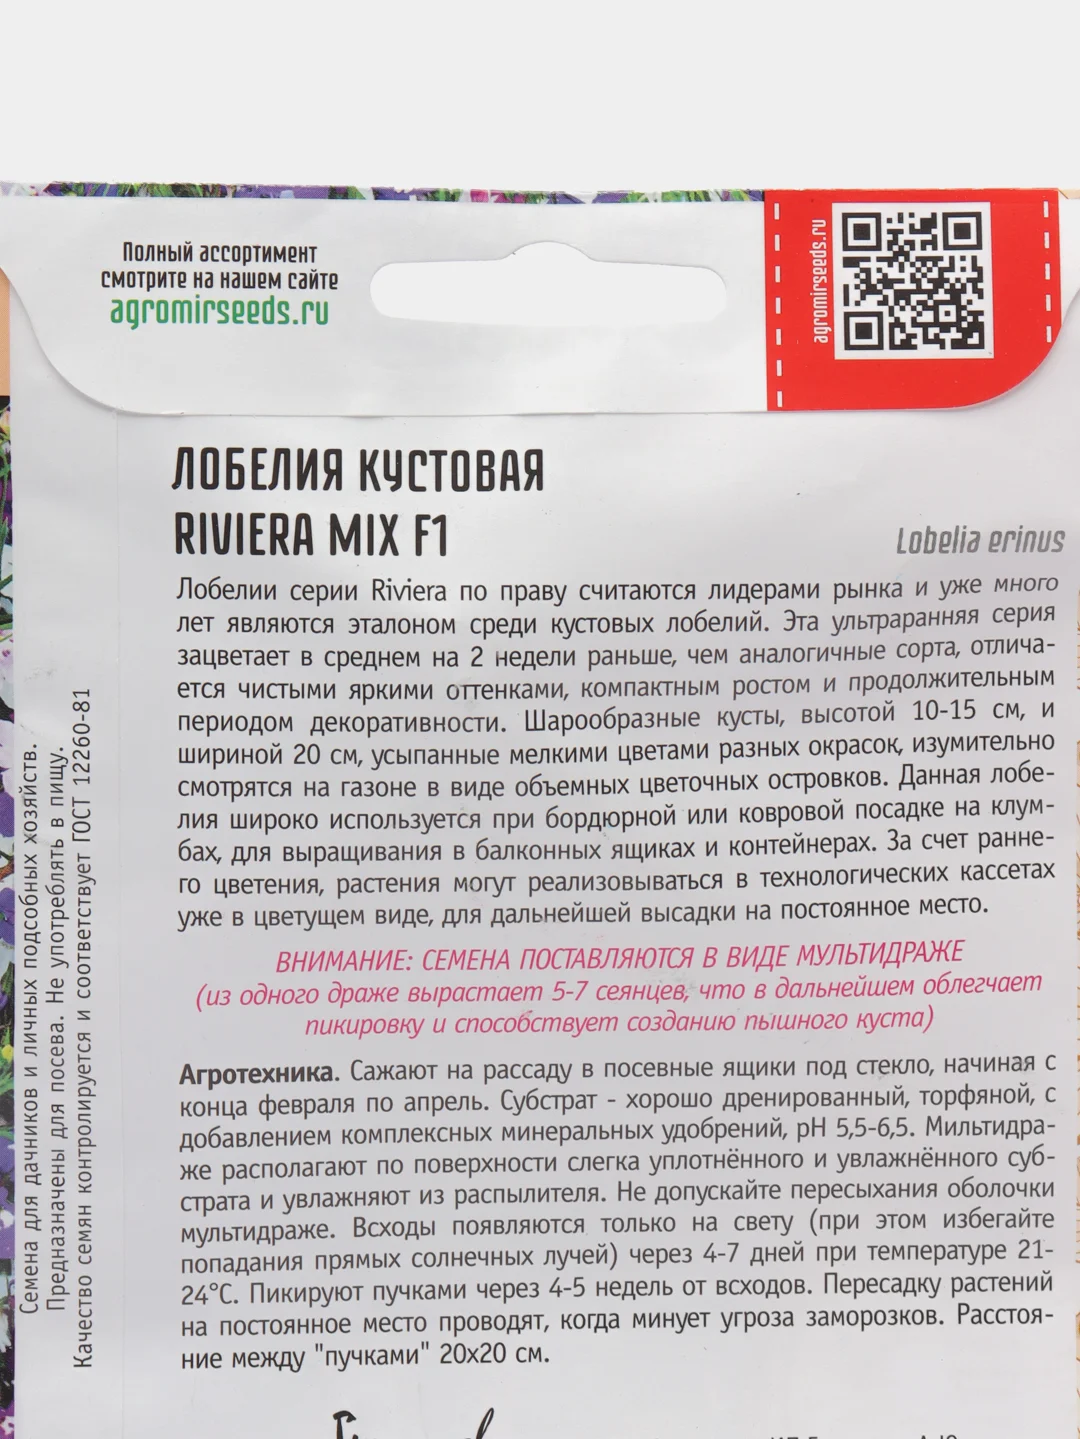 Полный ассортимент
смотрите на нашем сайте
agromirseeds.ru
agromirseeds.ru
ЛОБЕЛИЯ КУСТОВАЯ
RIVIERA MIX F1
Lobelia erinus
Лобелии серии Riviera по праву считаются лидерами рынка и уже много
лет являются эталоном среди кустовых лобелий. Эта ультраранняя серия
зацветает в среднем на 2 недели раньше, чем аналогичные сорта, отлича-
ется чистыми яркими оттенками, компактным ростом и продолжительным
периодом декоративности. Шарообразные кусты, высотой 10-15 см, и
шириной 20 см, усыпанные мелкими цветами разных окрасок, изумительно
смотрятся на газоне в виде объемных цветочных островков. Данная лобе-
лия широко используется при бордюрной или ковровой посадке на клум-
бах, для выращивания в балконных ящиках и контейнерах. За счет ранне-
го цветения, растения могут реализовываться в технологических кассетах
уже в цветущем виде, для дальнейшей высадки на постоянное место.
ВНИМАНИЕ: СЕМЕНА ПОСТАВЛЯЮТСЯ В ВИДЕ МУЛЬТИДРАЖЕ
(из одного драже вырастает 5-7 сеянцев, что в дальнейшем облегчает
пикировку и способствует созданию пышного куста)
Агротехника. Сажают на рассаду в посевные ящики под стекло, начиная с
конца февраля по апрель. Субстрат - хорошо дренированный, торфяной, с
добавлением комплексных минеральных удобрений, pH 5,5-6,5. Мильтидра-
же располагают по поверхности слегка уплотнённого и увлажнённого суб-
страта и увлажняют из распылителя. Не допускайте пересыхания оболочки
мультидраже. Всходы появляются только на свету (при этом избегайте
попадания прямых солнечных лучей) через 4-7 дней при температуре 21-
24°С. Пикируют пучками через 4-5 недель от всходов. Пересадку растений
на постоянное место проводят, когда минует угроза заморозков. Расстоя-
ние между "пучками" 20x20 см.
Семена для дачников и личных подсобных хозяйств.
Предназначены для посева. Не употреблять в пищу.
Качество семян контролируется и соответствует ГОСТ 12260-81